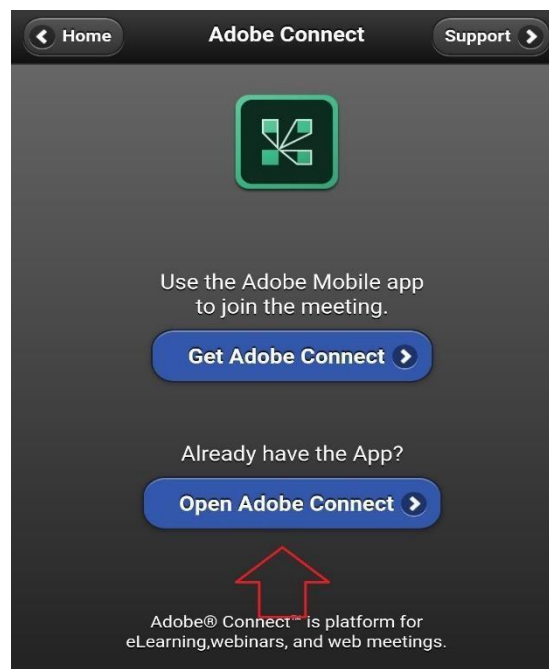 Home
Adobe Connect
Support
Use the Adobe Mobile app
to join the meeting.
Get Adobe Connect
Already have the App?
Open Adobe Connect
Adobe® Connect™ is platform for
eLearning,webinars, and web meetings.